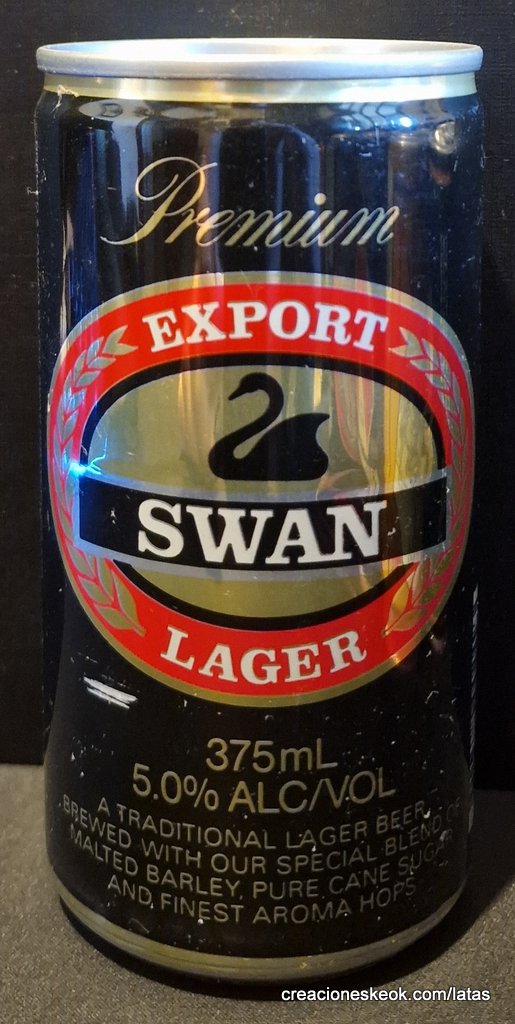 Premium
EXPORT
SWAN
LAGER
375mL
5.0% ALC/VOL
A TRADITIONAL LAGER BEER
BREWED WITH OUR SPECIAL BLEND OF
MALTED BARLEY, PURE CANE SUGAR
AND FINEST AROMA HOPS
creacioneskeok.com/latas